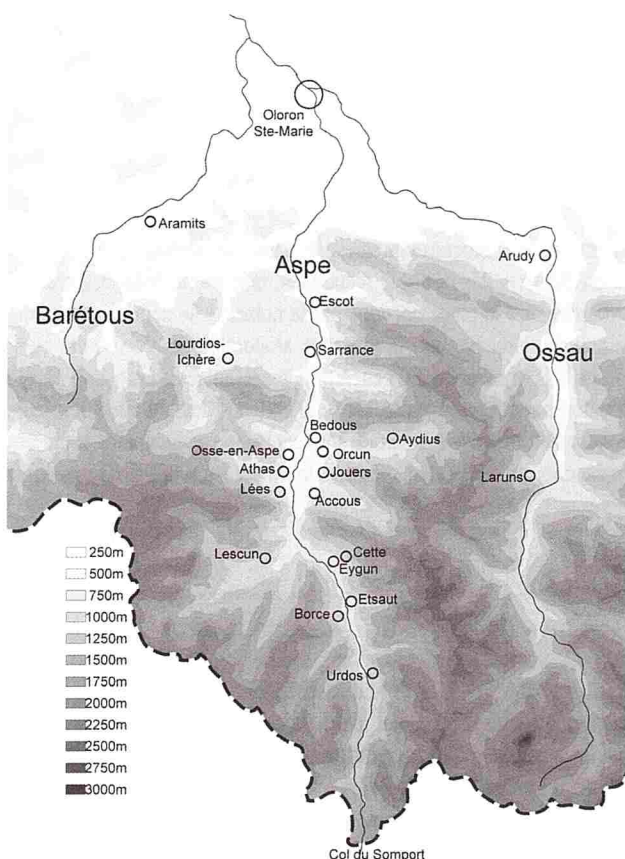 Oloron
Ste-Marie
Aramits
Arudy
Aspe
Escot
Barétous
Lourdios-
Ichère
Sarrance
Ossau
Bedous
Aydius
Osse-en-Aspe
Orcun
Athas
Jouers
Laruns
Lées
Accous
Lescun
Cette
Eygun
Etsaut
Borce
Urdos
250m
500m
750m
1000m
1250m
1500m
1750m
2000m
2250m
2500m
2750m
3000m
Col du Somport